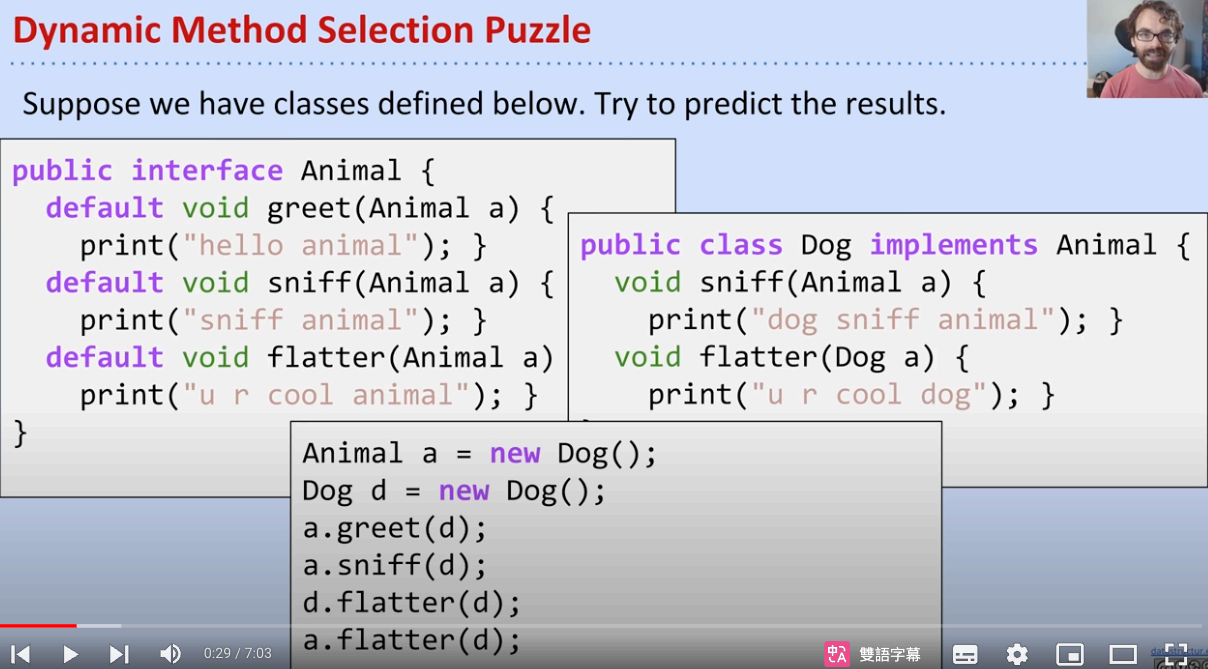 Dynamic Method Selection Puzzle
Suppose we have classes defined below. Try to predict the results.
public interface Animal {
default void greet(Animal a) {
print("hello animal"); }
default void sniff(Animal a) {
print("sniff animal"); }
default void flatter(Animal a)
print("u r cool animal"); }
}
public class Dog implements Animal {
void sniff(Animal a) {
print("dog sniff animal"); }
void flatter(Dog a) {
print("u r cool dog"); }
Animal a = new Dog();
Dog d = new Dog();
a.greet(d);
a.sniff(d);
d.flatter(d);
a.flatter(d);
0:29 / 7:03
中A 雙語字幕